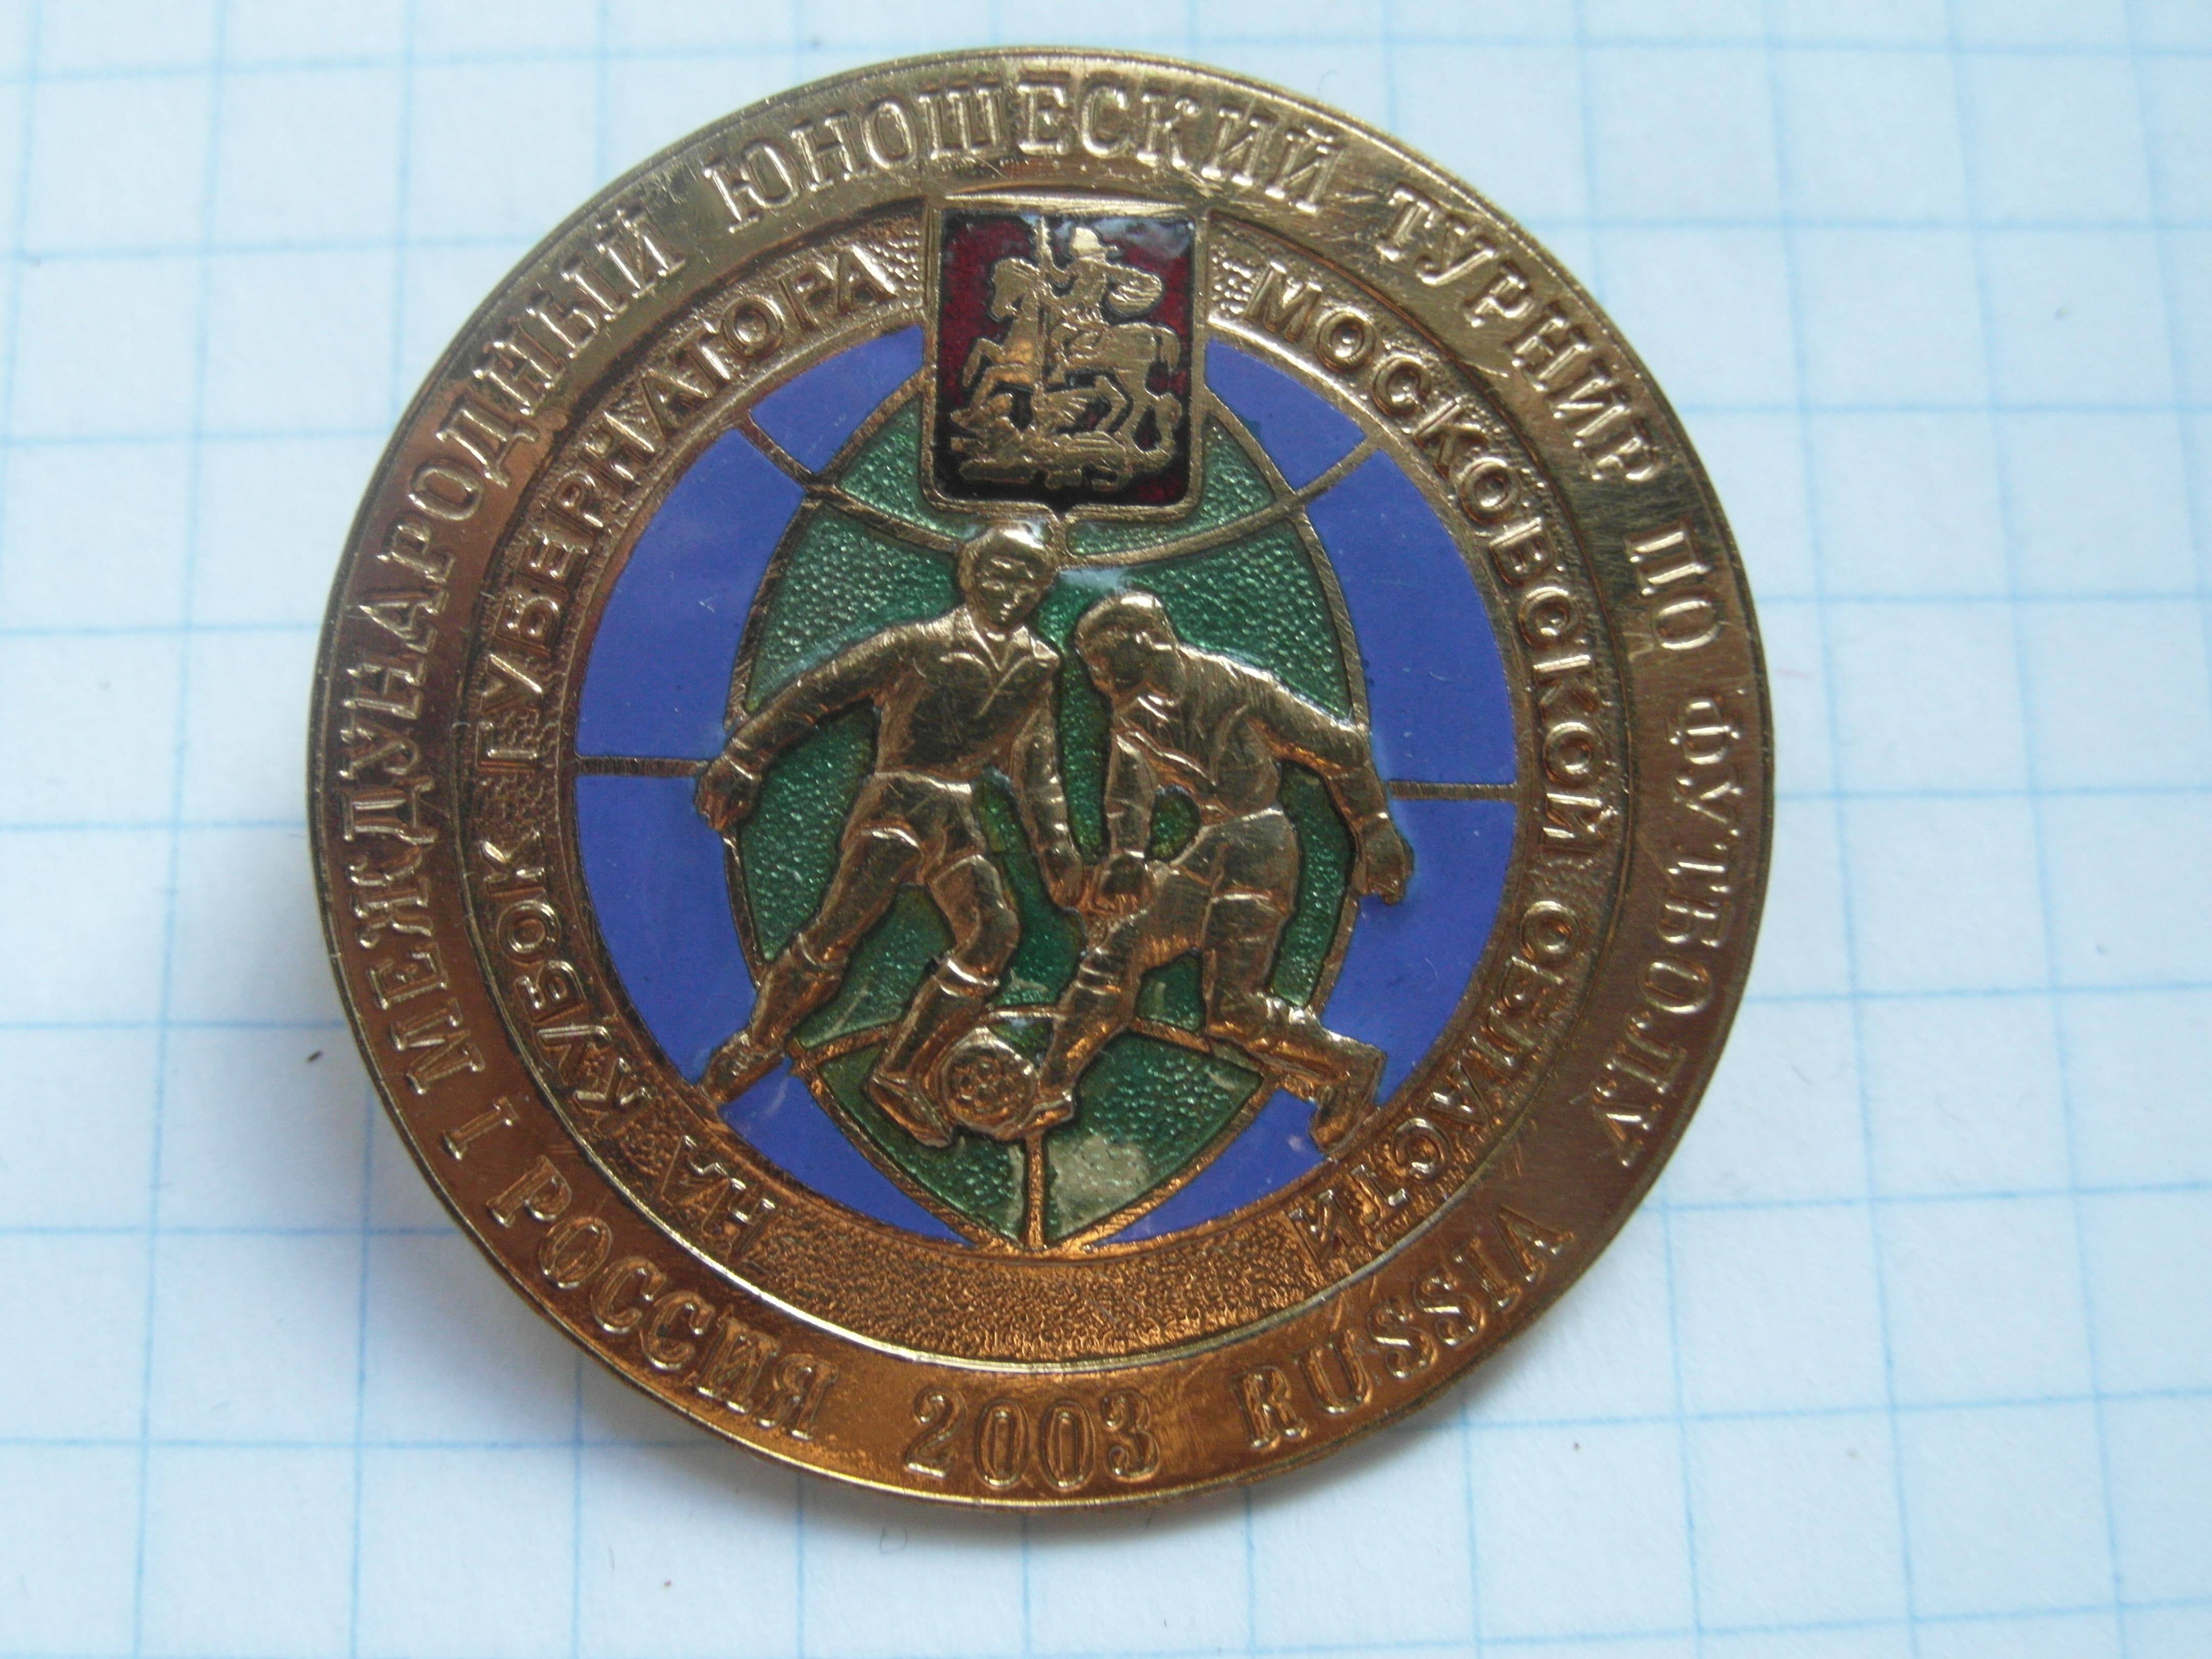 I МЕЖДУНАРОДНЫЙ ЮНОШЕСКИЙ ТУРНИР ПО ФУТБОЛУ
НА КУБОК ГУБЕРНАТОРА МОСКОВСКОЙ ОБЛАСТИ
РОССИЯ 2003 RUSSIA